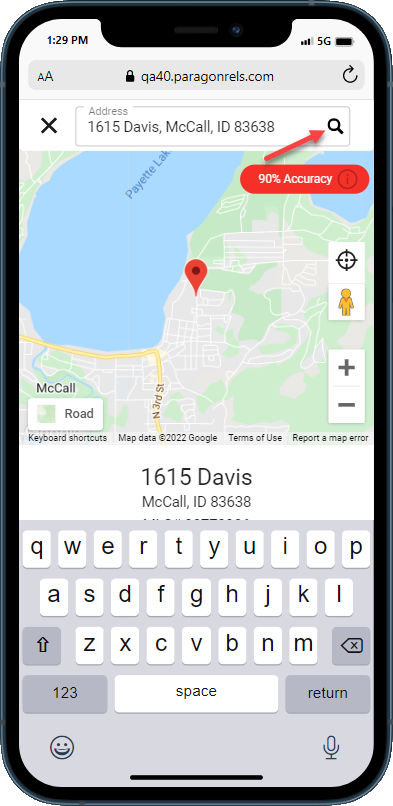 1:29 PM
5G
AA
qa40.paragonrels.com
Address
1615 Davis, McCall, ID 83638
90% Accuracy
Payette Lake
McCall
N 3rd St
Road
Keyboard shortcuts Map data ©2022 Google Terms of Use Report a map error
1615 Davis
McCall, ID 83638
q w e r t y u i o p
a s d f g h j k l
z x c v b n m
123 space return